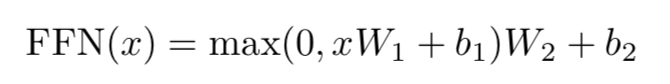 FFN(x) = max(0, xW₁ + b₁)W₂ + b₂